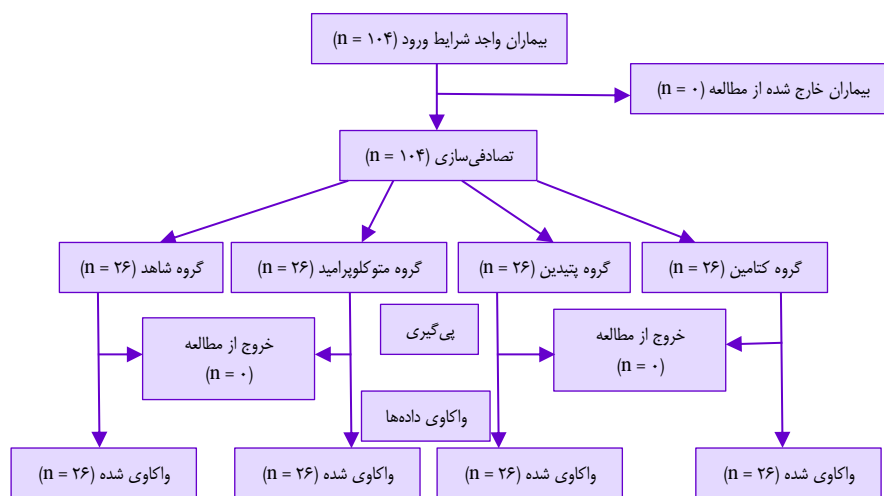 بیماران واجد شرایط ورود (n = ۱۰۴)
بیماران خارج شده از مطالعه (n = ۰)
تصادفی‌سازی (n = ۱۰۴)
گروه کتامین (n = ۲۶)
گروه پتیدین (n = ۲۶)
گروه متوکلوپرامید (n = ۲۶)
گروه شاهد (n = ۲۶)
پی‌گیری
خروج از مطالعه
(n = ۰)
خروج از مطالعه
(n = ۰)
واکاوی داده‌ها
واکاوی شده (n = ۲۶)
واکاوی شده (n = ۲۶)
واکاوی شده (n = ۲۶)
واکاوی شده (n = ۲۶)